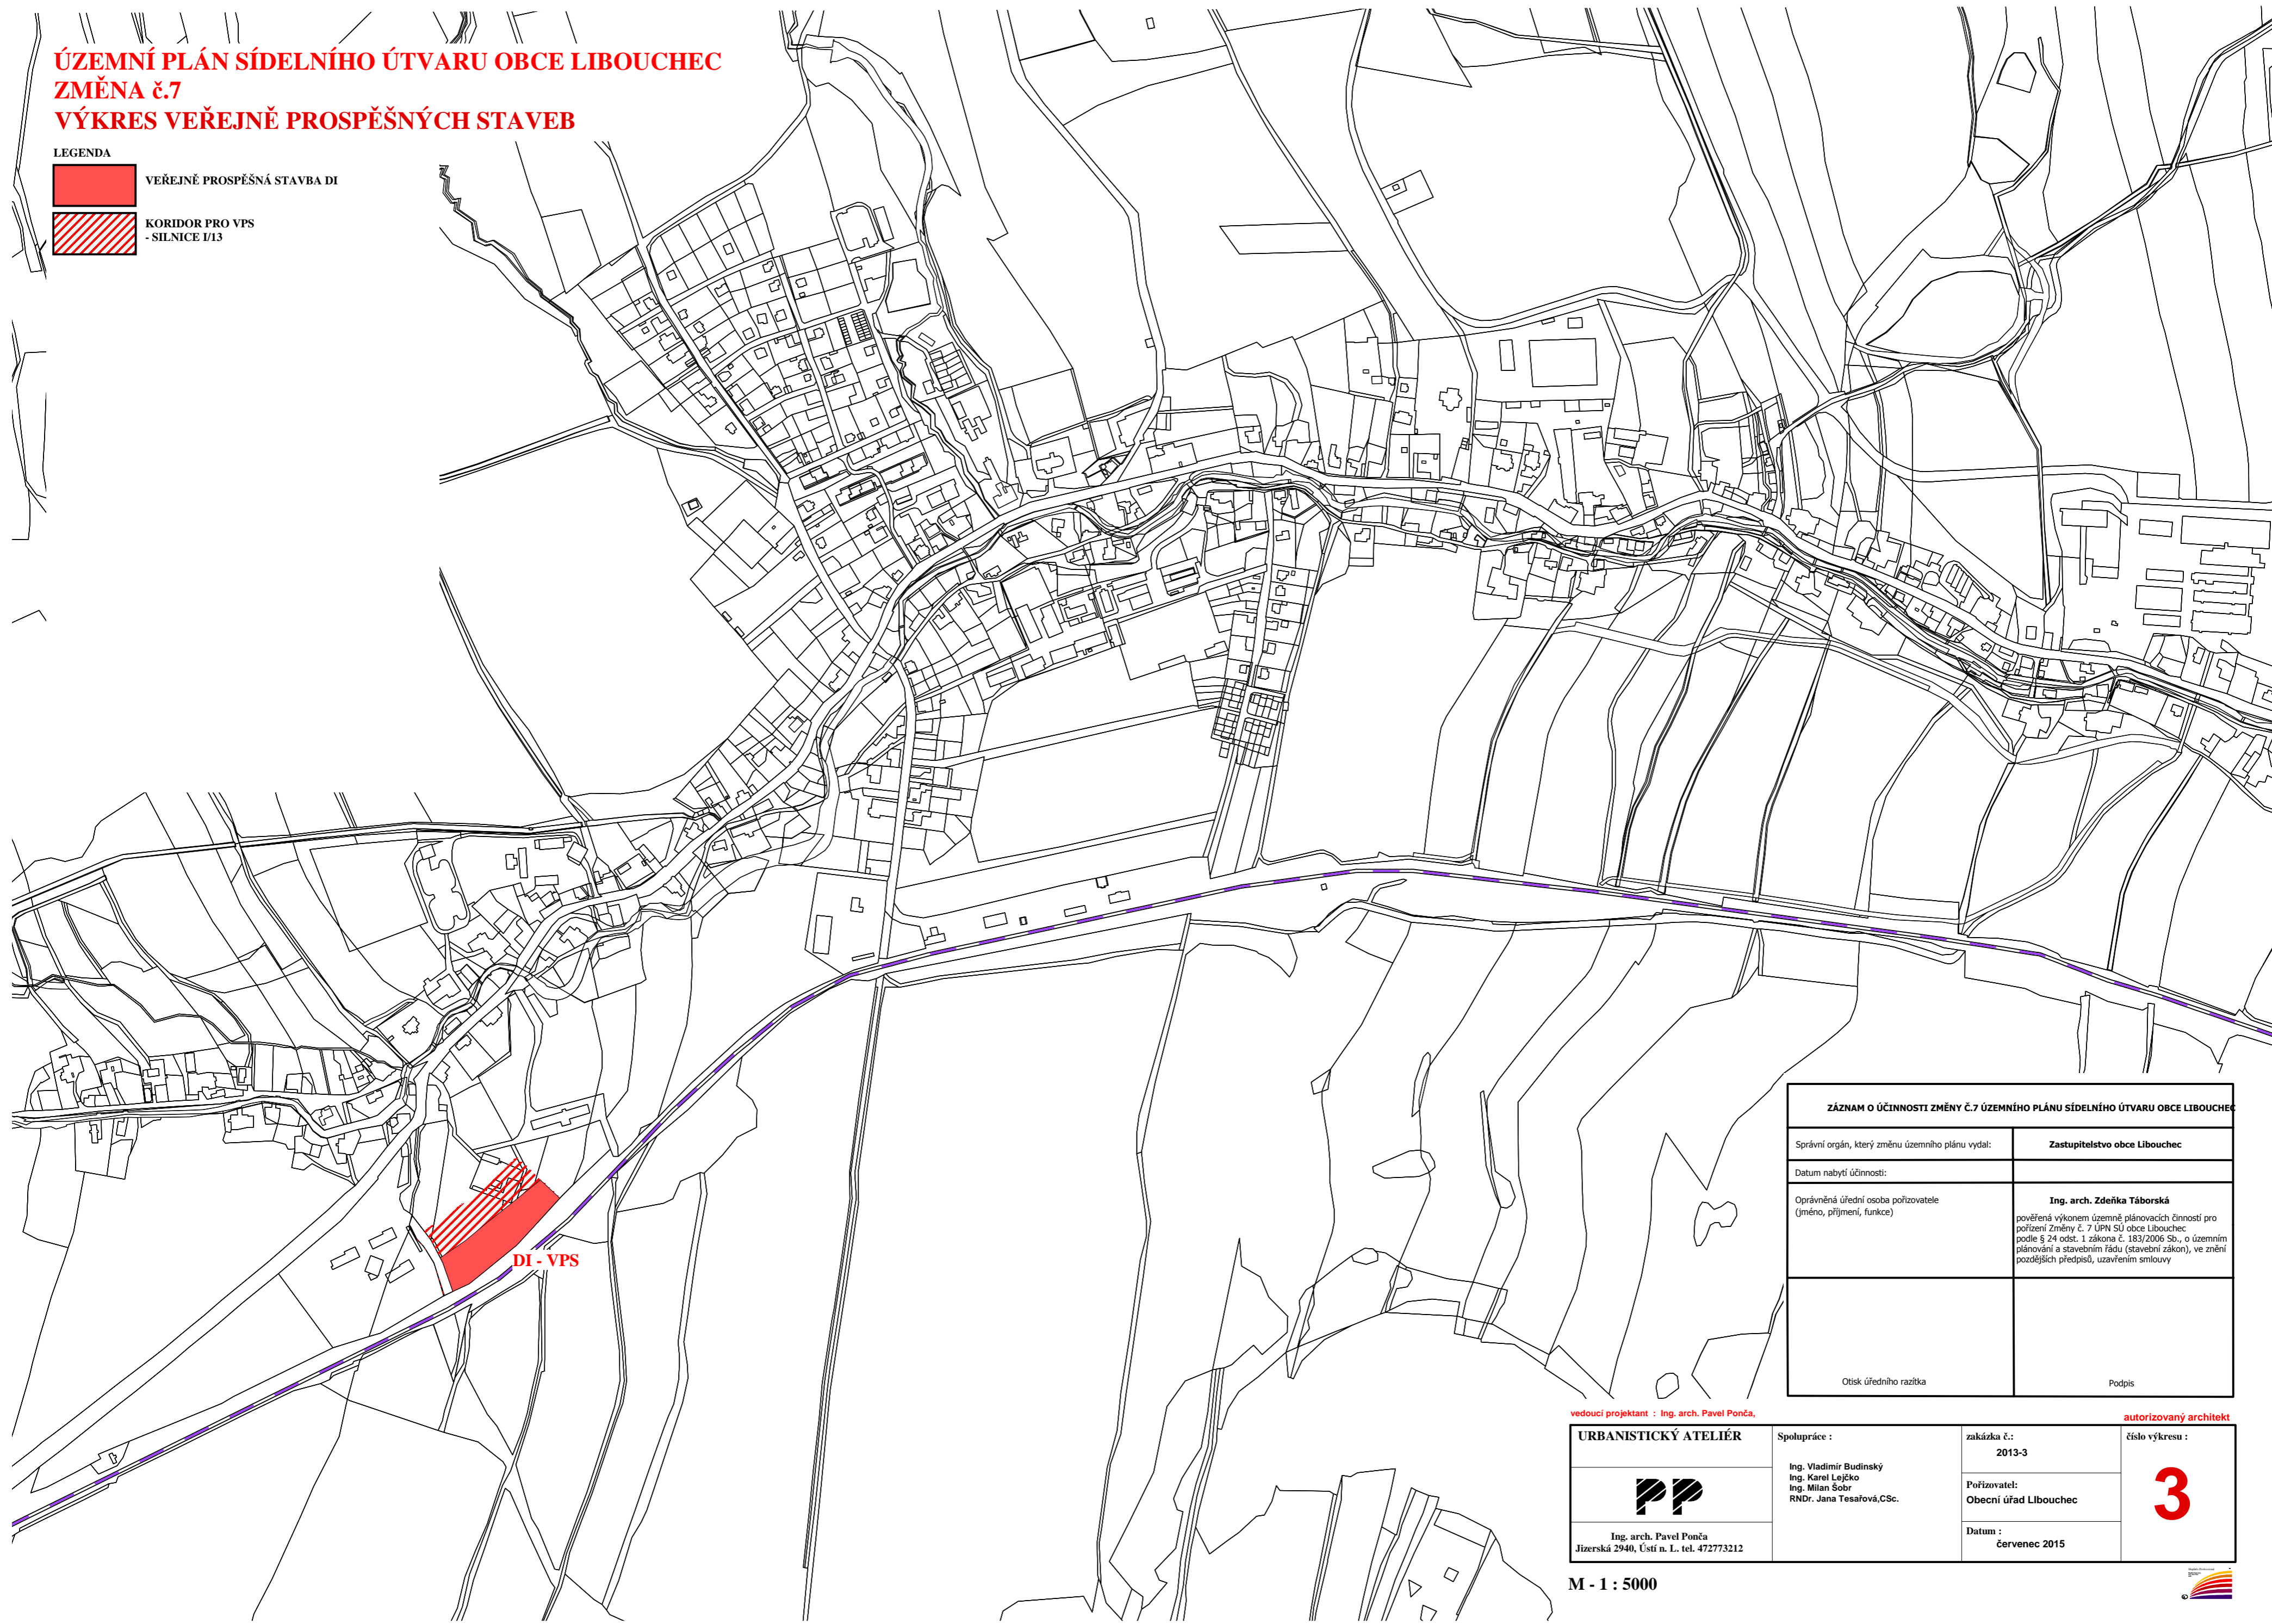 ÚZEMNÍ PLÁN SÍDELNÍHO ÚTVARU OBCE LIBOUCHEC
ZMĚNA č.7
VÝKRES VEŘEJNĚ PROSPĚŠNÝCH STAVEB
LEGENDA
VEŘEJNĚ PROSPĚŠNÁ STAVBA DI
KORIDOR PRO VPS
- SILNICE I/13
DI - VPS
ZÁZNAM O ÚČINNOSTI ZMĚNY Č.7 ÚZEMNÍHO PLÁNU SÍDELNÍHO ÚTVARU OBCE LIBOUCHEC
Správní orgán, který změnu územního plánu vydal:
Zastupitelstvo obce Libouchec
Datum nabytí účinnosti:
Oprávněná úřední osoba pořizovatele
(jméno, příjmení, funkce)
Ing. arch. Zdeňka Táborská
pověřená výkonem územně plánovacích činností pro
pořízení Změny č. 7 ÚPN SÚ obce Libouchec
podle § 24 odst. 1 zákona č. 183/2006 Sb., o územním
plánování a stavebním řádu (stavební zákon), ve znění
pozdějších předpisů, uzavřením smlouvy
Otisk úředního razítka
Podpis
vedoucí projektant : Ing. arch. Pavel Ponča,
autorizovaný architekt
URBANISTICKÝ ATELIÉR
PP
Ing. arch. Pavel Ponča
Jizerská 2940, Ústí n. L. tel. 472773212
Spolupráce :
Ing. Vladimír Budinský
Ing. Karel Lejčko
Ing. Milan Šobr
RNDr. Jana Tesařová,CSc.
zakázka č.:
2013-3
Pořizovatel:
Obecní úřad LIbouchec
Datum :
červenec 2015
číslo výkresu :
3
M - 1 : 5000